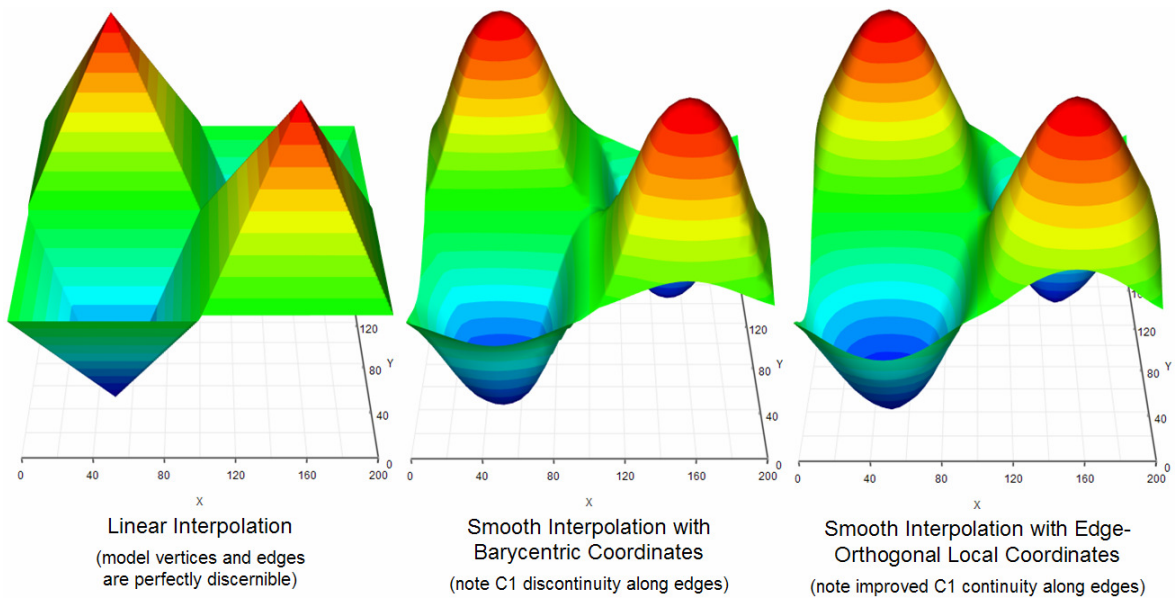 120
Y
80
40
0
0
40
80
120
160
200
X
Linear Interpolation
(model vertices and edges
are perfectly discernible)
120
Y
80
40
0
0
40
80
120
160
200
X
Smooth Interpolation with
Barycentric Coordinates
(note C1 discontinuity along edges)
120
Y
80
40
0
0
40
80
120
160
200
X
Smooth Interpolation with Edge-
Orthogonal Local Coordinates
(note improved C1 continuity along edges)